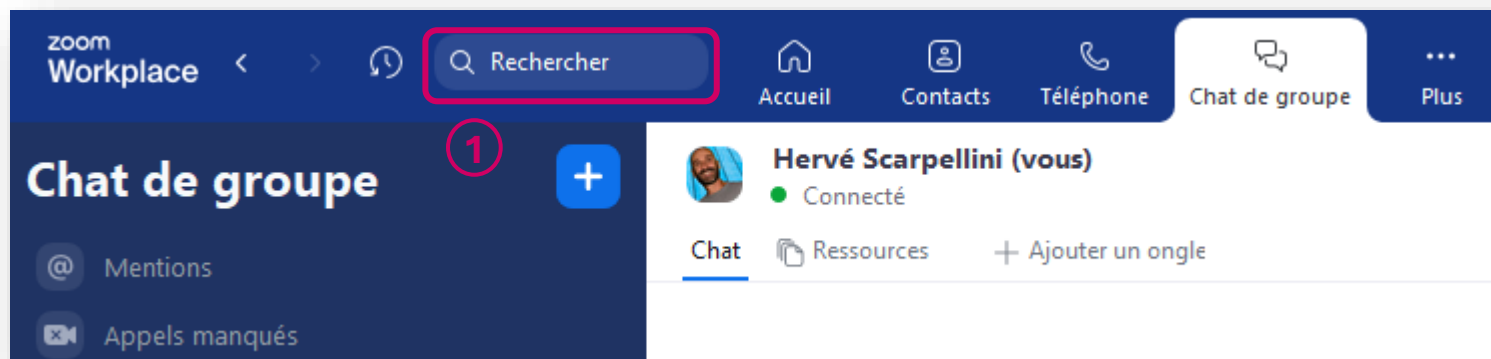 zoom
Workplace
Rechercher
Accueil
Contacts
Téléphone
Chat de groupe
Plus
1
Chat de groupe
Hervé Scarpellini (vous)
Connecté
Chat
Ressources
Ajouter un ongle
@ Mentions
Appels manqués